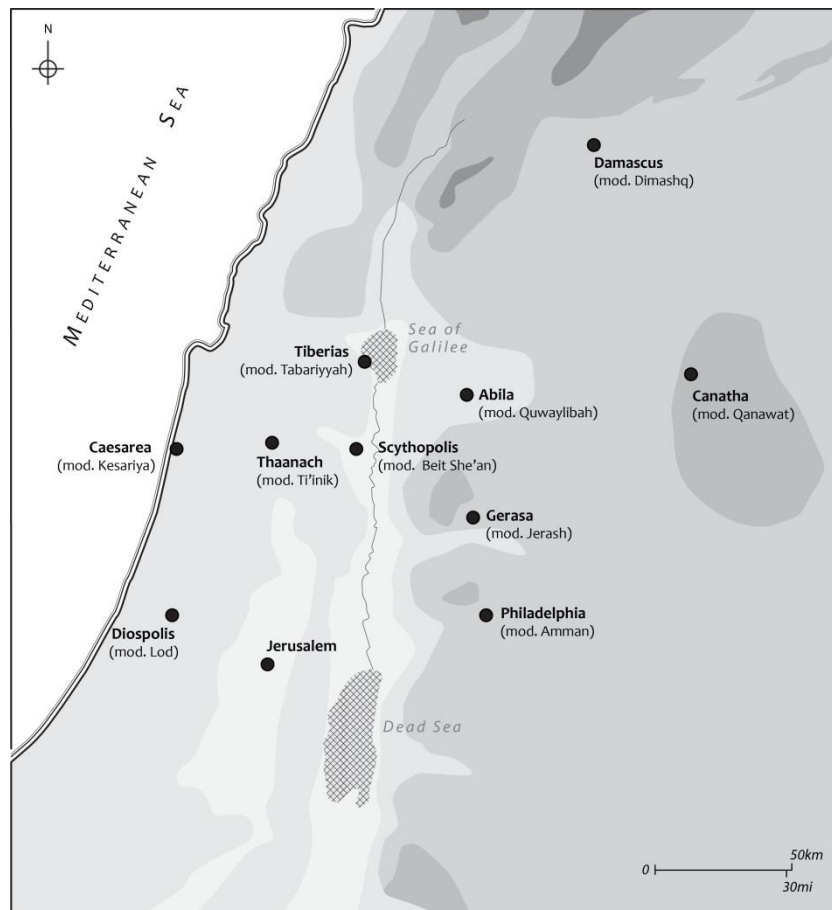 N
MEDITERRANEAN SEA
Damascus
(mod. Dimashq)
Sea of
Galilee
Tiberias
(mod. Tabariyyah)
Abila
(mod. Quwaylibah)
Canatha
(mod. Qanawat)
Caesarea
(mod. Kesariya)
Thaanach
(mod. Ti'inik)
Scythopolis
(mod. Beit She'an)
Gerasa
(mod. Jerash)
Philadelphia
(mod. Amman)
Diospolis
(mod. Lod)
Jerusalem
Dead Sea
50km
0
30mi